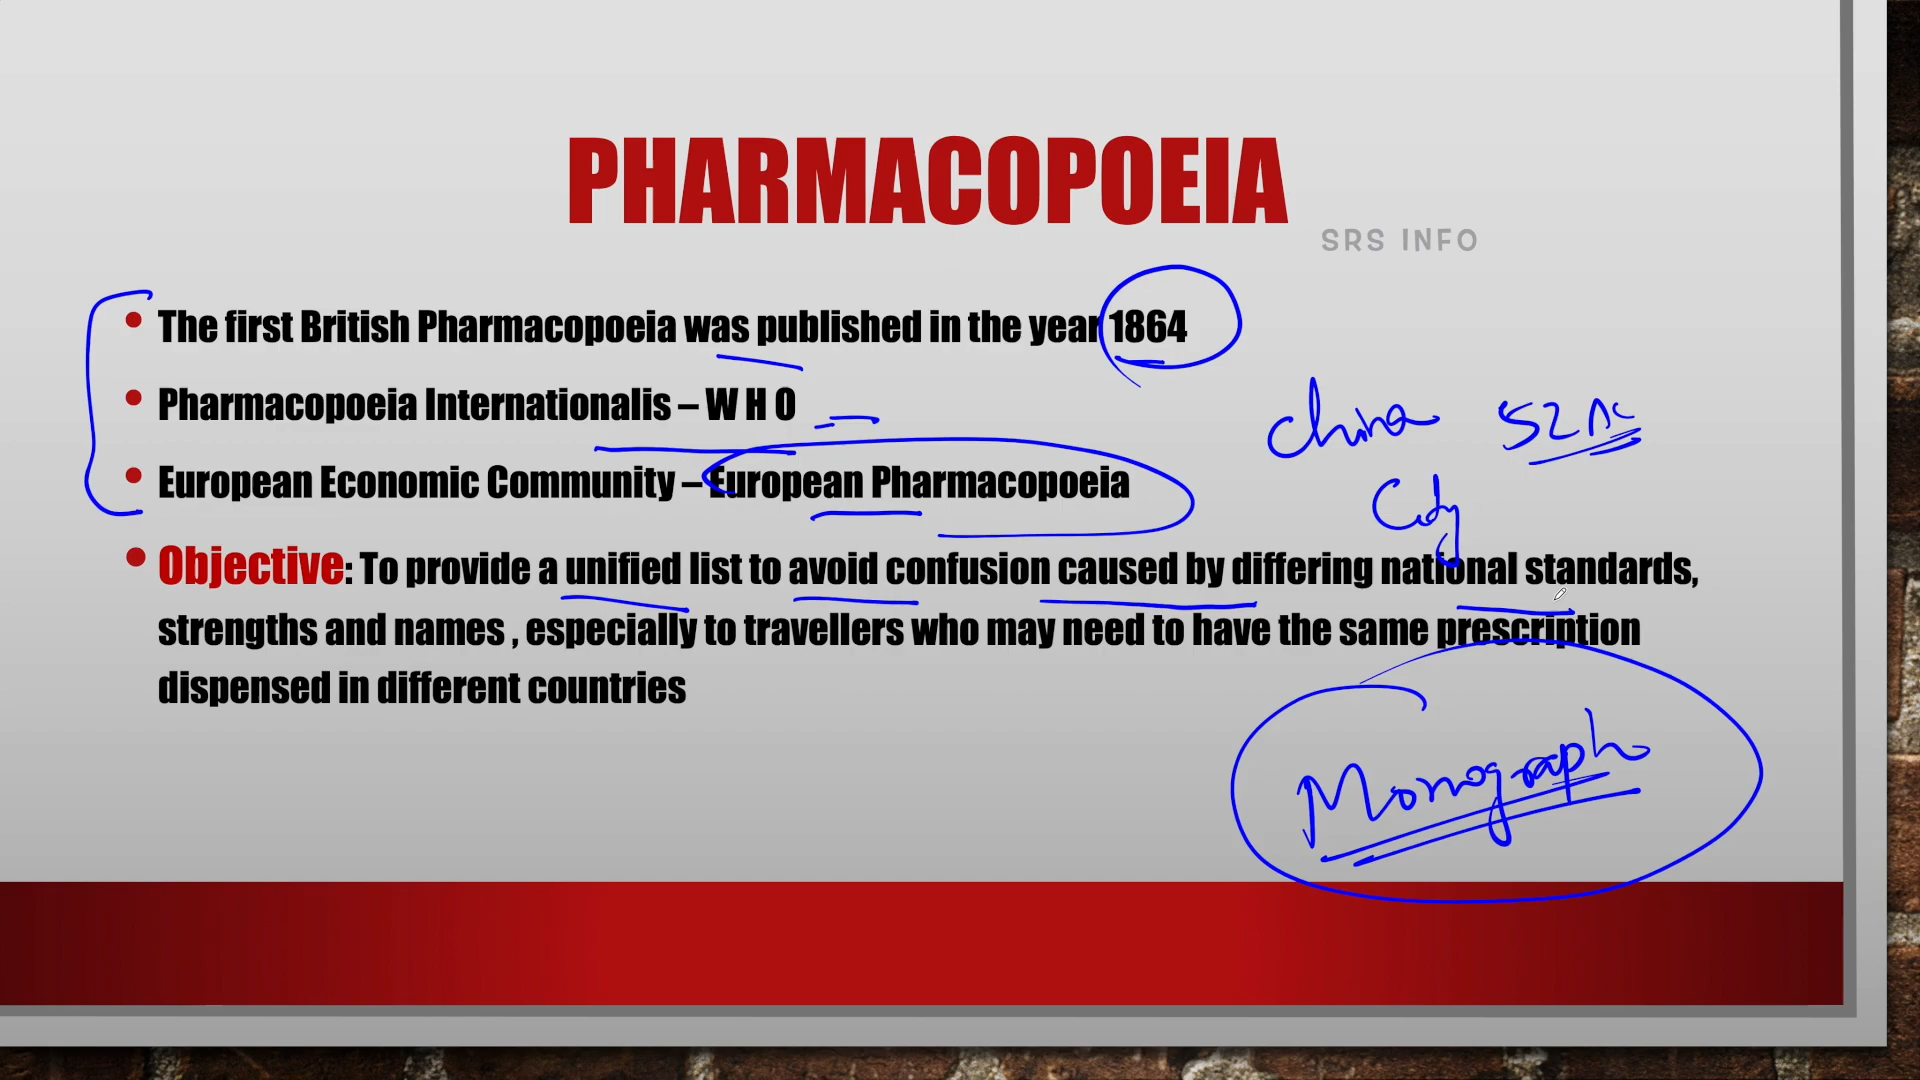 PHARMACOPOEIA
SRS INFO
• The first British Pharmacopoeia was published in the year 1864
• Pharmacopoeia Internationalis – W H O
• European Economic Community – European Pharmacopoeia
China
• Objective: To provide a unified list to avoid confusion caused by differing national standards,
strengths and names , especially to travellers who may need to have the same prescription
dispensed in different countries
Monograph